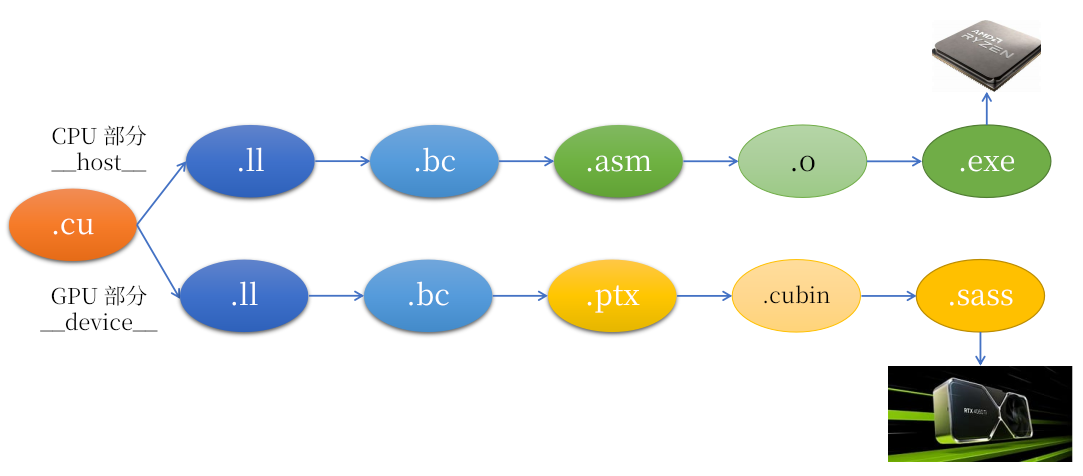 AMD
RYZEN
CPU 部分
__host__
.ll
.bc
.asm
.o
.exe
.cu
GPU 部分
__device__
.ll
.bc
.ptx
.cubin
.sass
RTX 4060 Ti